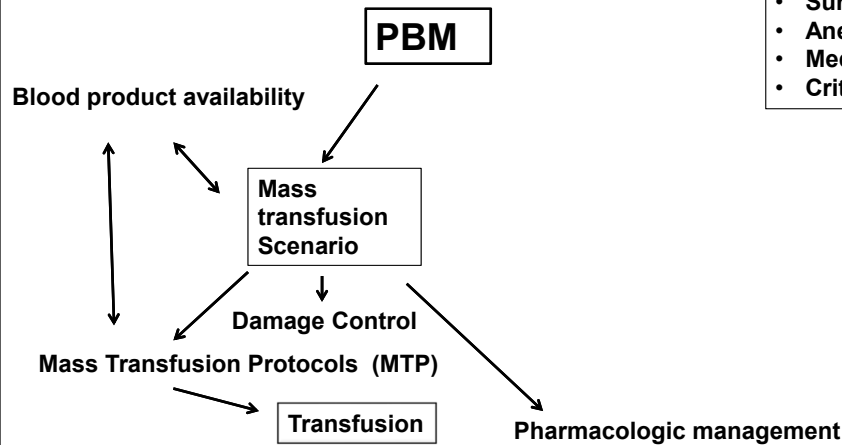 PBM
Blood product availability
Mass
transfusion
Scenario
Damage Control
Mass Transfusion Protocols (MTP)
Transfusion
Pharmacologic management